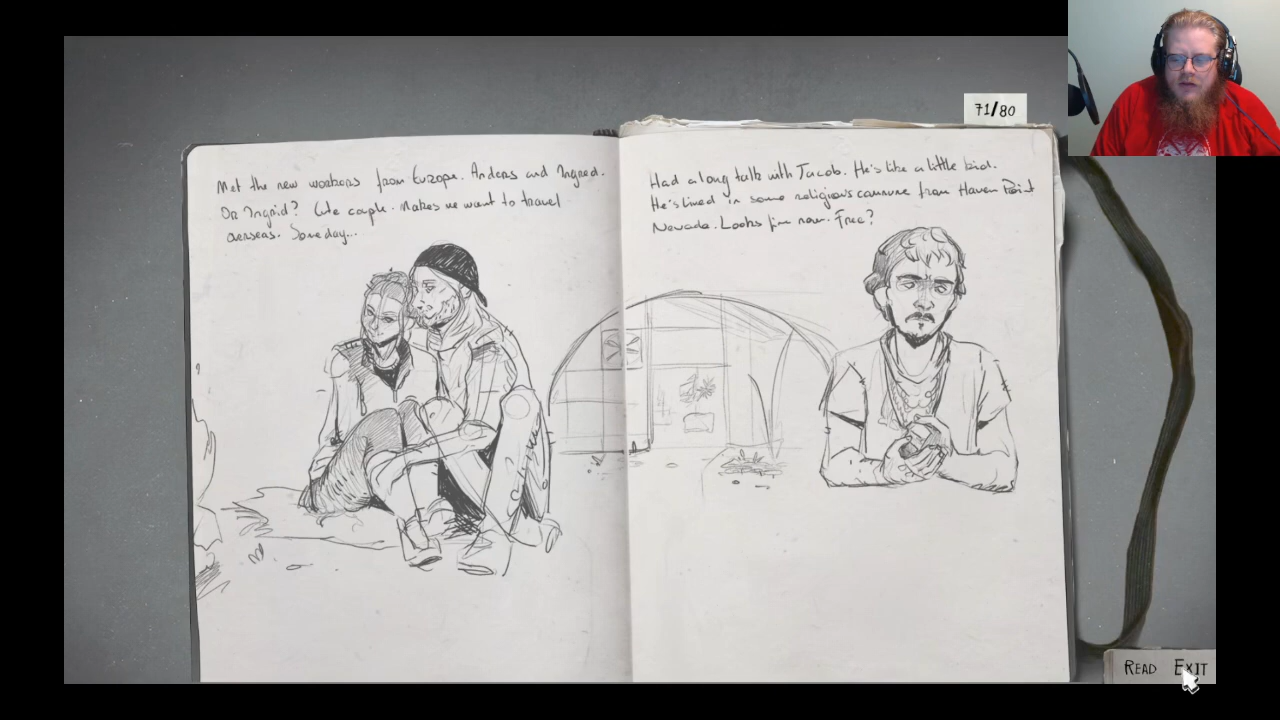 71/80
Met the new workers from Europe. Anders and Ingred.
Or Ingrid? Cute couple. Makes me want to travel
overseas. Someday...
Had a long talk with Jacob. He's like a little bird.
He's lived in some religious commune from Haven Point
Nevada. Looks fine now. Free?
READ EXIT